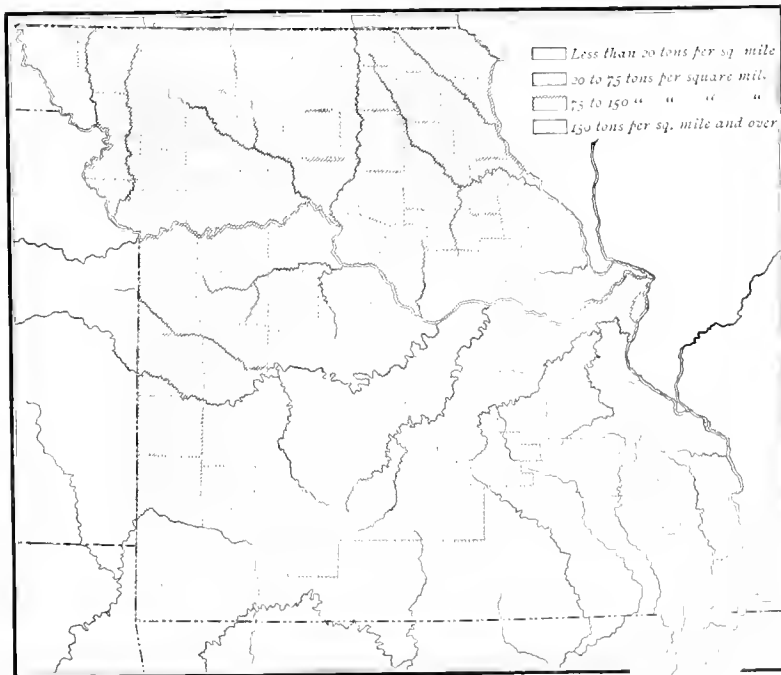 Less than 20 tons per sq. mile
20 to 75 tons per square mil.
75 to 150 “ “ “ “
150 tons per sq. mile and over